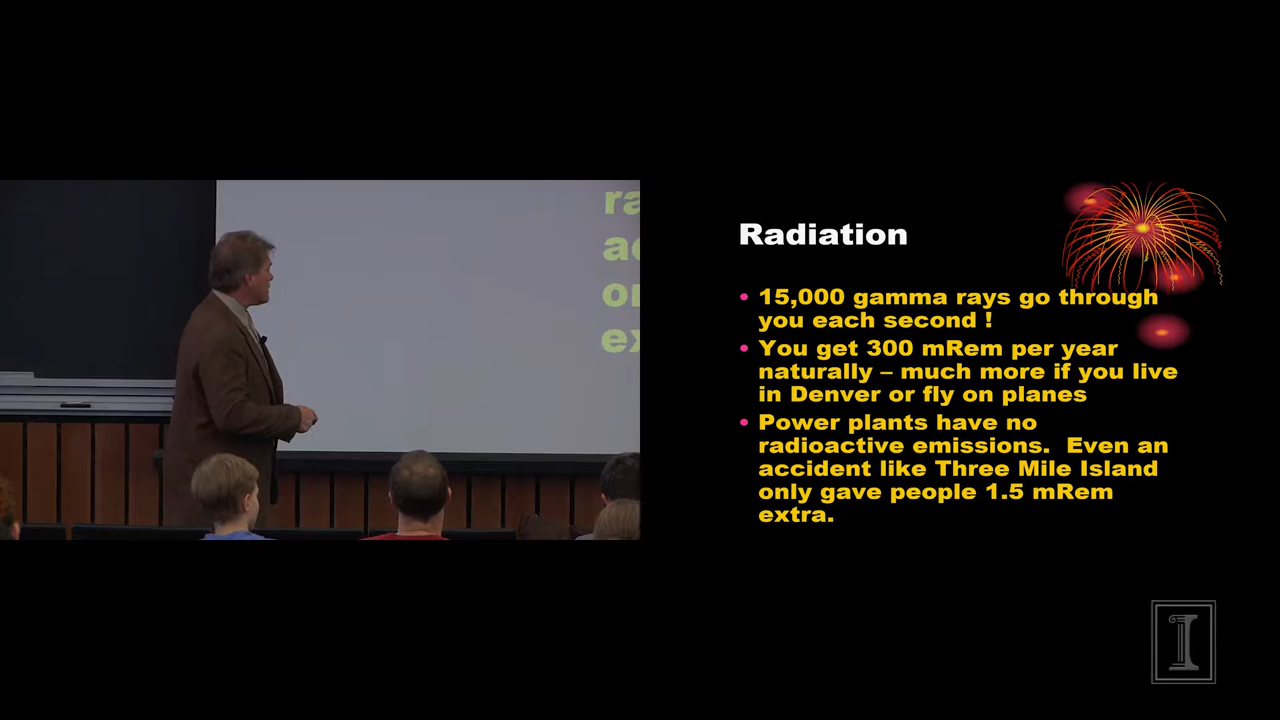 ra
ac
on
ex
Radiation
• 15,000 gamma rays go through
you each second !
• You get 300 mRem per year
naturally – much more if you live
in Denver or fly on planes
• Power plants have no
radioactive emissions.  Even an
accident like Three Mile Island
only gave people 1.5 mRem
extra.
I